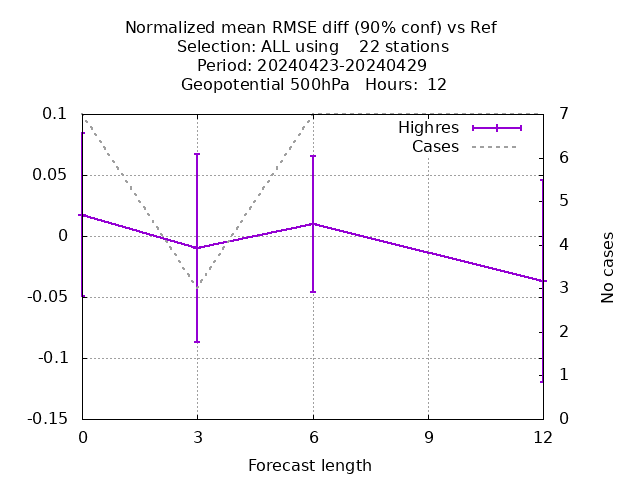 Normalized mean RMSE diff (90% conf) vs Ref
Selection: ALL using    22 stations
Period: 20240423-20240429
Geopotential 500hPa   Hours:  12
0.1
0.05
0
-0.05
-0.1
-0.15
7
6
5
4
3
2
1
0
Highres
Cases
No cases
0 3 6 9 12
Forecast length